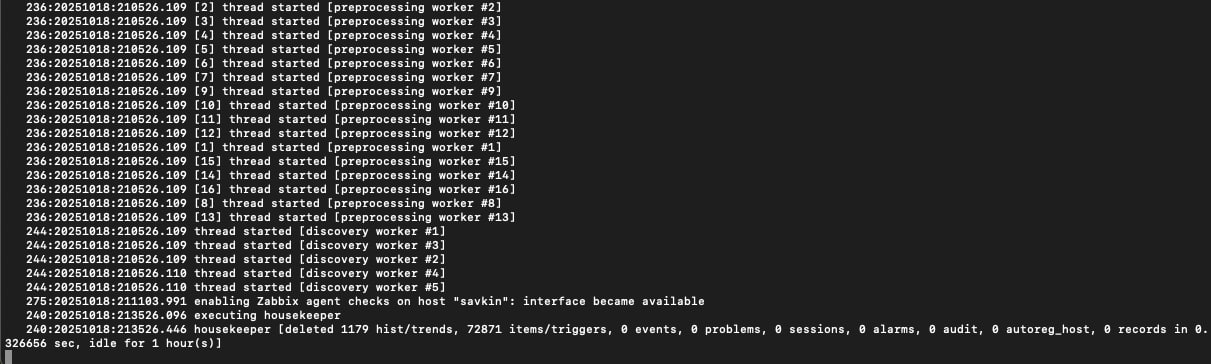 236:20251018:210526.109 [2] thread started [preprocessing worker #2]
236:20251018:210526.109 [3] thread started [preprocessing worker #3]
236:20251018:210526.109 [4] thread started [preprocessing worker #4]
236:20251018:210526.109 [5] thread started [preprocessing worker #5]
236:20251018:210526.109 [6] thread started [preprocessing worker #6]
236:20251018:210526.109 [7] thread started [preprocessing worker #7]
236:20251018:210526.109 [9] thread started [preprocessing worker #9]
236:20251018:210526.109 [10] thread started [preprocessing worker #10]
236:20251018:210526.109 [11] thread started [preprocessing worker #11]
236:20251018:210526.109 [12] thread started [preprocessing worker #12]
236:20251018:210526.109 [1] thread started [preprocessing worker #1]
236:20251018:210526.109 [15] thread started [preprocessing worker #15]
236:20251018:210526.109 [14] thread started [preprocessing worker #14]
236:20251018:210526.109 [16] thread started [preprocessing worker #16]
236:20251018:210526.109 [8] thread started [preprocessing worker #8]
236:20251018:210526.109 [13] thread started [preprocessing worker #13]
244:20251018:210526.109 thread started [discovery worker #1]
244:20251018:210526.109 thread started [discovery worker #3]
244:20251018:210526.109 thread started [discovery worker #2]
244:20251018:210526.110 thread started [discovery worker #4]
244:20251018:210526.110 thread started [discovery worker #5]
275:20251018:211103.991 enabling Zabbix agent checks on host "savkin": interface became available
240:20251018:213526.096 executing housekeeper
240:20251018:213526.446 housekeeper [deleted 1179 hist/trends, 72871 items/triggers, 0 events, 0 problems, 0 sessions, 0 alarms, 0 audit, 0 autoreg_host, 0 records in 0.
326656 sec, idle for 1 hour(s)]